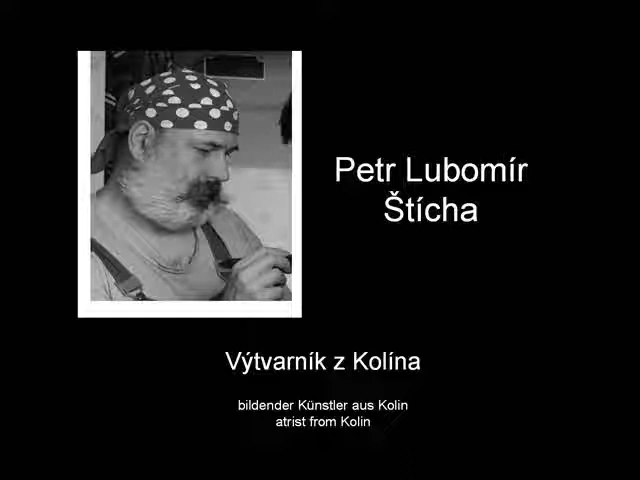 Petr Lubomír
Štícha
Výtvarník z Kolína
bildender Künstler aus Kolin
atrist from Kolin